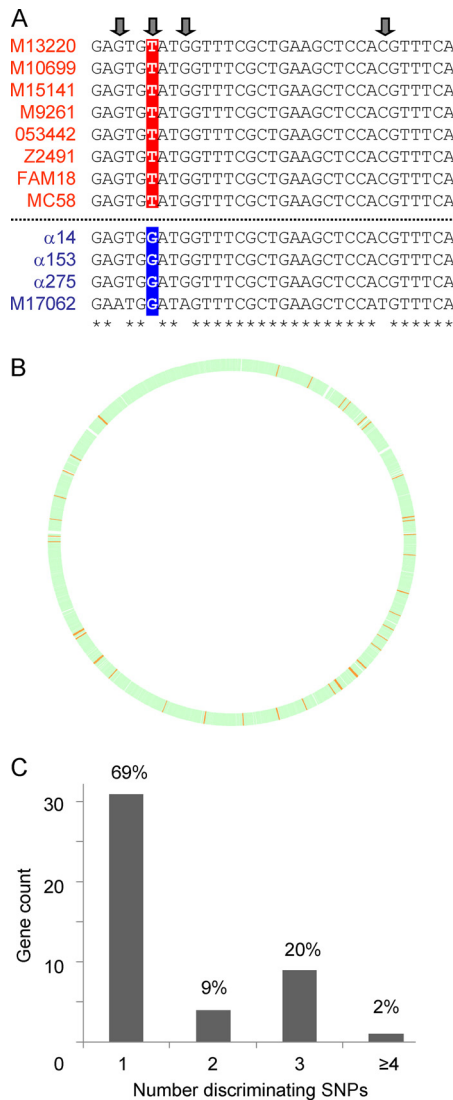 A
M13220 GAGTGTATGGTTTCGCTGAAGCTCCACGTTTCA
M10699 GAGTGTATGGTTTCGCTGAAGCTCCACGTTTCA
M15141 GAGTGTATGGTTTCGCTGAAGCTCCACGTTTCA
M9261 GAGTGTATGGTTTCGCTGAAGCTCCACGTTTCA
053442 GAGTGTATGGTTTCGCTGAAGCTCCACGTTTCA
Z2491 GAGTGTATGGTTTCGCTGAAGCTCCACGTTTCA
FAM18 GAGTGTATGGTTTCGCTGAAGCTCCACGTTTCA
MC58 GAGTGTATGGTTTCGCTGAAGCTCCACGTTTCA
α14 GAGTGGATGGTTTCGCTGAAGCTCCACGTTTCA
α153 GAGTGGATGGTTTCGCTGAAGCTCCACGTTTCA
α275 GAGTGGATGGTTTCGCTGAAGCTCCACGTTTCA
M17062 GAATGGATAGTTTCGCTGAAGCTCCATGTTTCA
** ** ** ***************** ******
B
C
Gene count
30
20
10
0
69%
9%
20%
2%
1 2 3 ≥4
Number discriminating SNPs